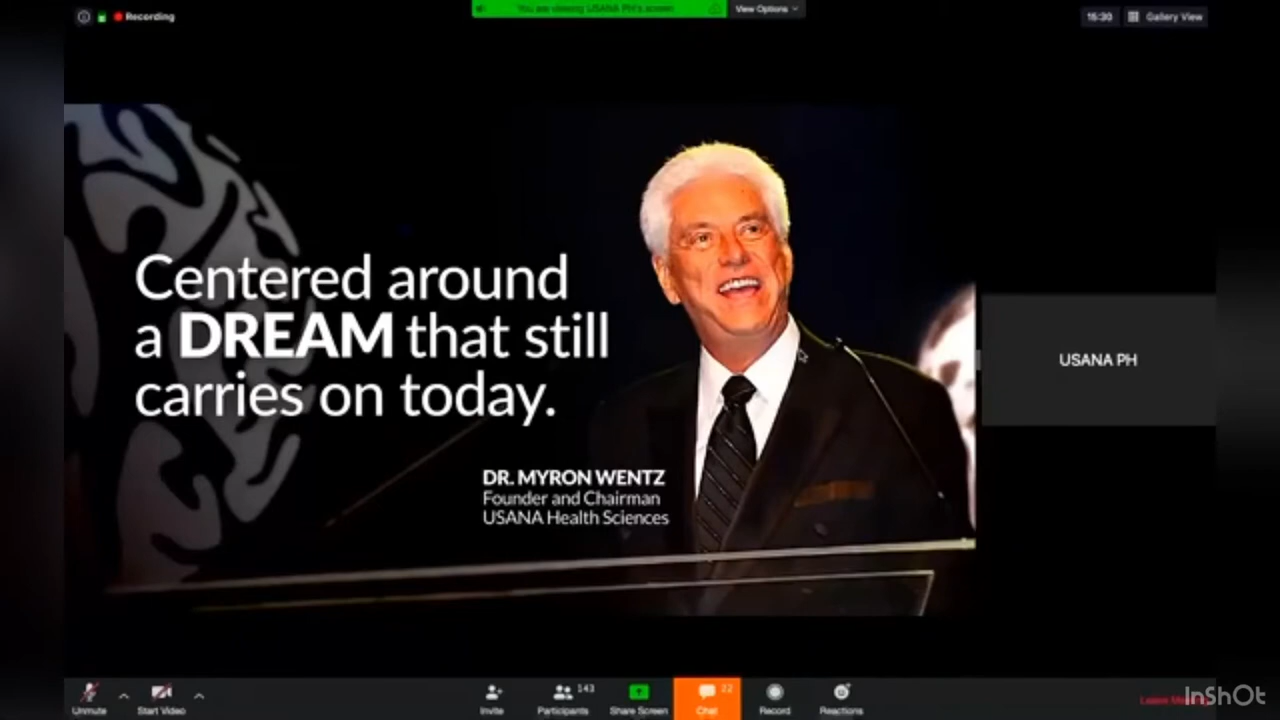 Recording
You are viewing USANA PH's screen
View Options
15:30
Gallery View
Centered around
a DREAM that still
carries on today.
USANA PH
DR. MYRON WENTZ
Founder and Chairman
USANA Health Sciences
Unmute
Start Video
Invite
Participants
143
Share Screen
Chat
22
Record
Reactions
Leave
InShOt